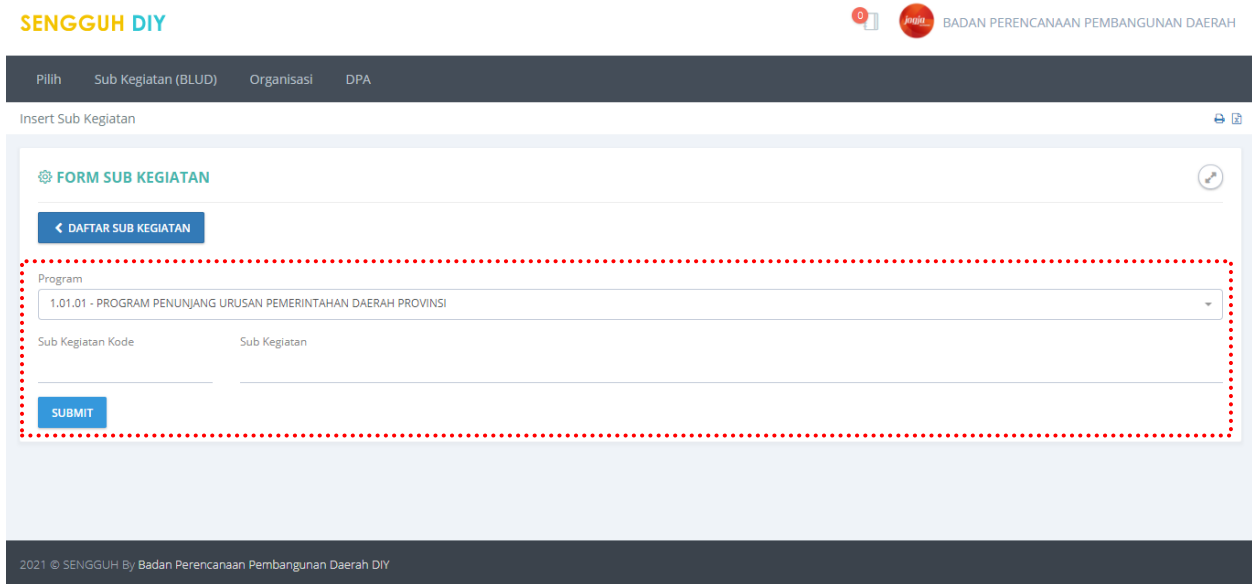 SENGGUH DIY
0
jogja
BADAN PERENCANAAN PEMBANGUNAN DAERAH
Pilih Sub Kegiatan (BLUD) Organisasi DPA
Insert Sub Kegiatan
FORM SUB KEGIATAN
DAFTAR SUB KEGIATAN
Program
1.01.01 - PROGRAM PENUNJANG URUSAN PEMERINTAHAN DAERAH PROVINSI
Sub Kegiatan Kode Sub Kegiatan
SUBMIT
2021 © SENGGUH By Badan Perencanaan Pembangunan Daerah DIY